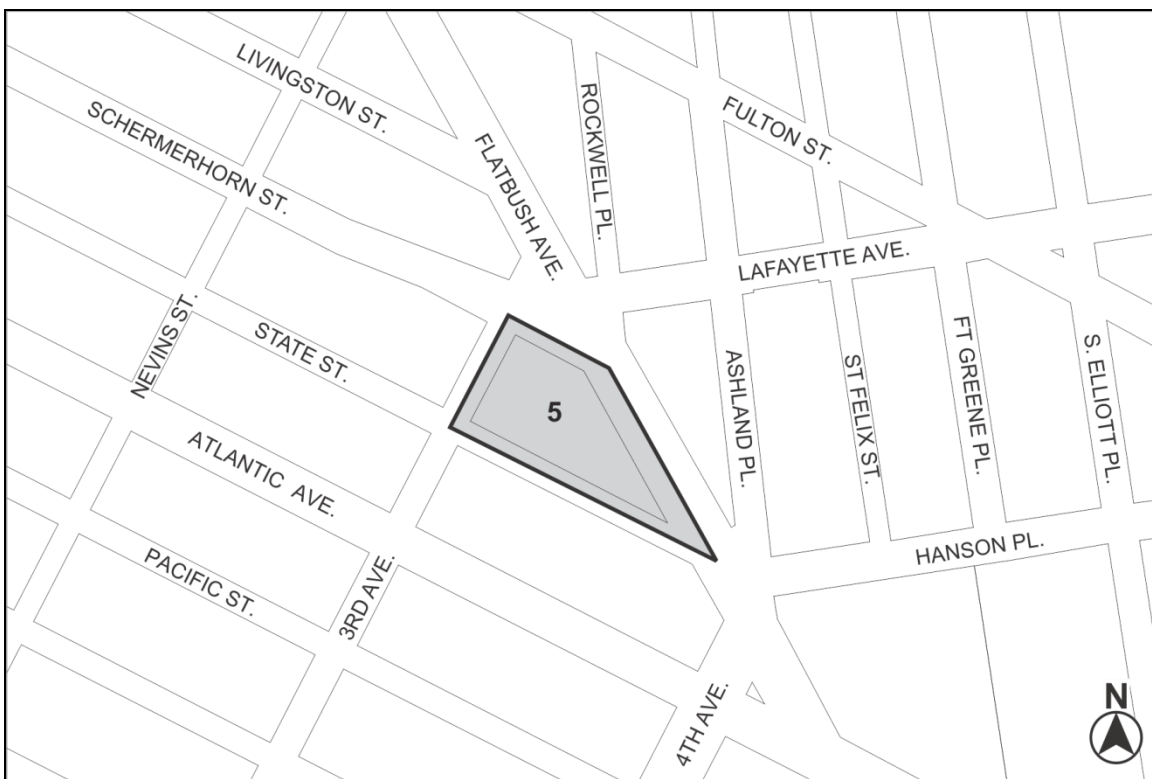 LIVINGSTON ST.
SCHERMERHORN ST.
FLATBUSH AVE.
ROCKWELL PL.
FULTON ST.
LAFAYETTE AVE.
NEVINS ST.
STATE ST.
ATLANTIC AVE.
PACIFIC ST.
3RD AVE.
5
ASHLAND PL.
ST FELIX ST.
FT GREENE PL.
S. ELLIOTT PL.
HANSON PL.
4TH AVE.
N